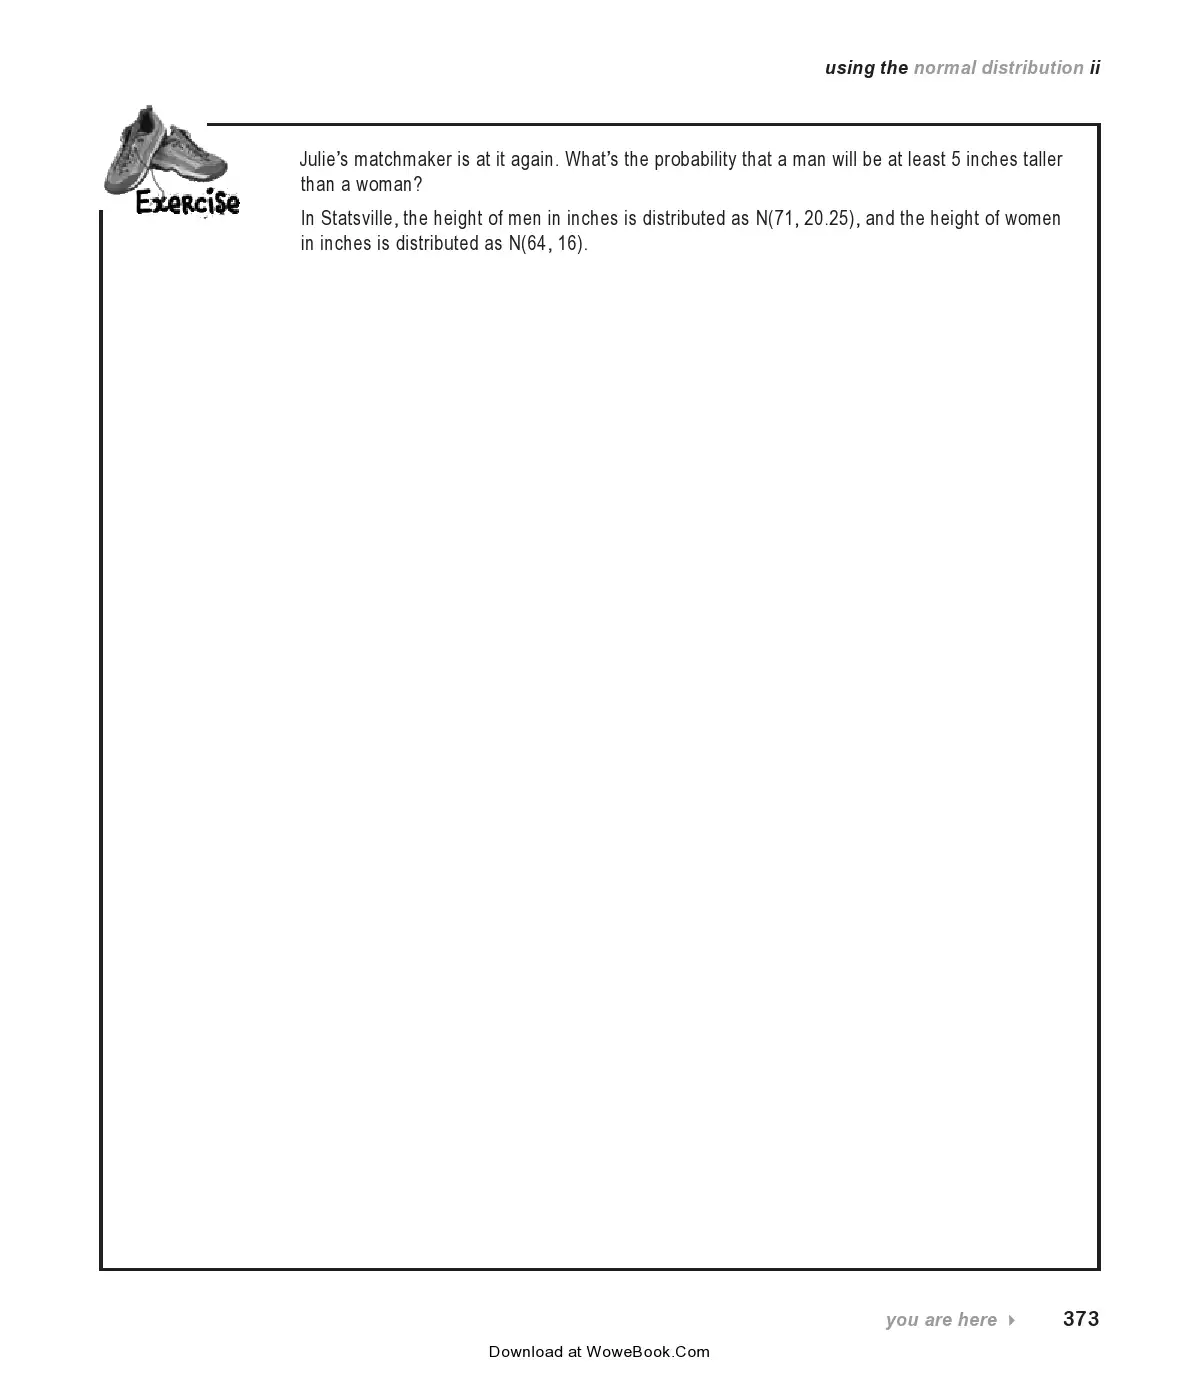 using the normal distribution ii
Exercise
Julie’s matchmaker is at it again. What’s the probability that a man will be at least 5 inches taller
than a woman?
In Statsville, the height of men in inches is distributed as N(71, 20.25), and the height of women
in inches is distributed as N(64, 16).
you are here 373
Download at WoweBook.Com